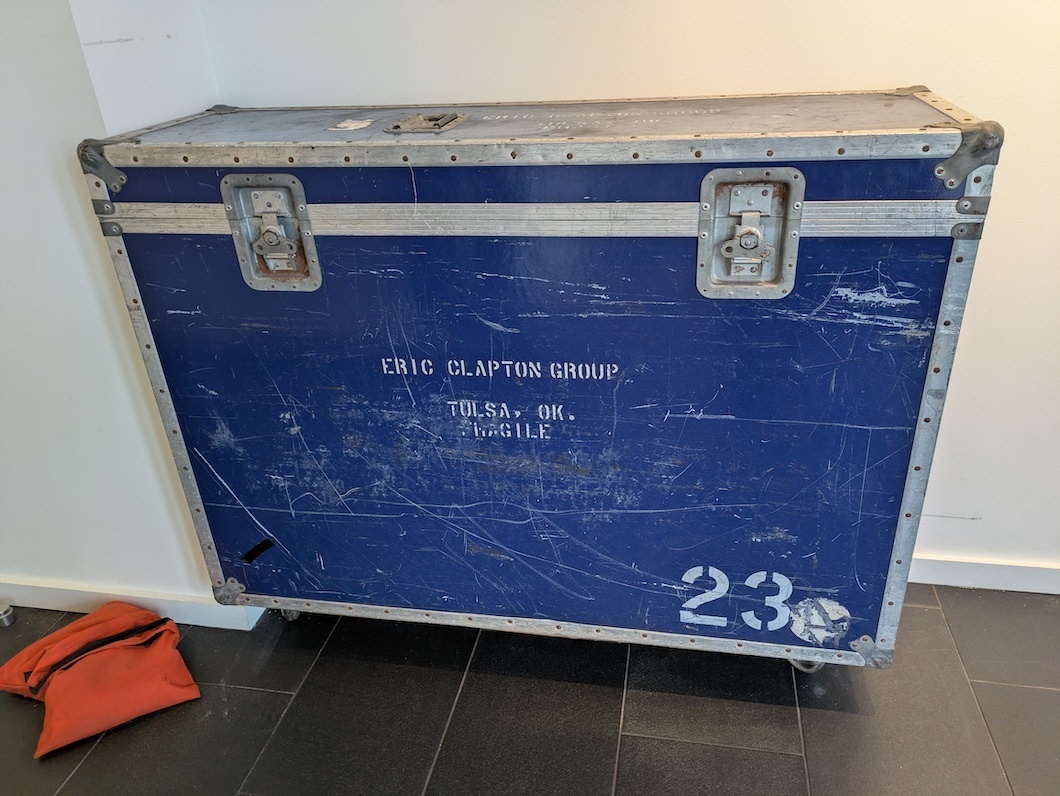 ERIC CLAPTON GROUP
TULSA, OK.
FRAGILE
23